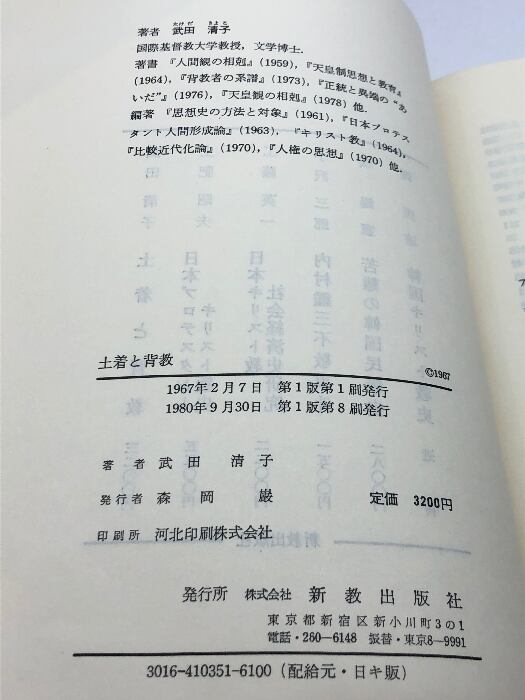 たけだ きよこ
著者 武田 清子
国際基督教大学教授，文学博士．
著書 『人間観の相剋』（1959），『天皇制思想と教育』
（1964），『背教者の系譜』（1973），『正統と異端の“あ
いだ”』（1976），『天皇観の相剋』（1978）他．
編著 『思想史の方法と対象』（1961），『日本プロテス
タント人間形成論』（1963），『キリスト教』（1964），
『比較近代化論』（1970），『人権の思想』（1970）他．
土着と背教
©1967
1967年2月7日 第1版第1刷発行
1980年9月30日 第1版第8刷発行
著者 武田清子
発行者 森岡巌 定価 3200円
印刷所 河北印刷株式会社
発行所 株式会社 新教出版社
東京都新宿区新小川町3の1
電話・260−6148 振替・東京8−9991
3016-410351-6100（配給元・日キ販）